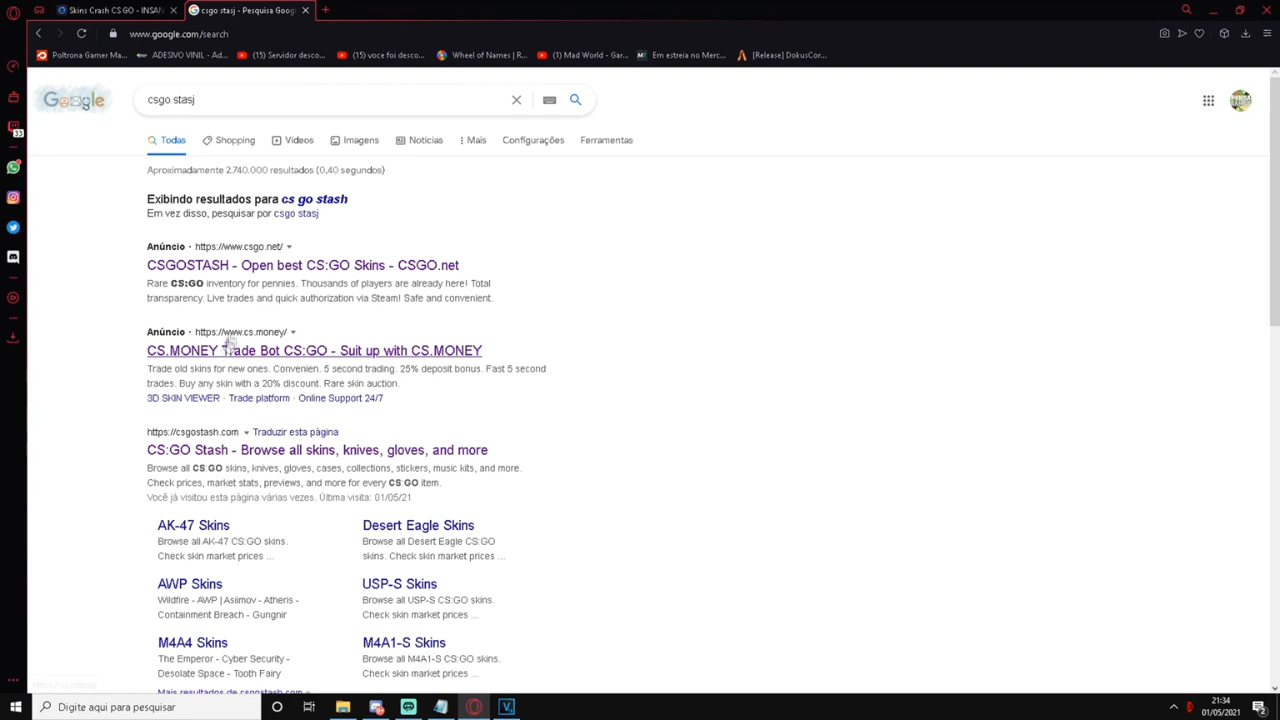 Skins Crash CS GO - INSAN
csgo stasj - Pesquisa Goog
www.google.com/search
Poltrona Gamer Ma...
ADESIVO VINIL - Ad...
(15) Servidor desco...
(15) voce foi desco...
Wheel of Names | R...
(1) Mad World - Gar...
Em estreia no Merc...
[Release] DokusCor...
Google
csgo stasj
Todas
Shopping
Vídeos
Imagens
Notícias
Mais
Configurações
Ferramentas
Aproximadamente 2.740.000 resultados (0,40 segundos)
Exibindo resultados para cs go stash
Em vez disso, pesquisar por csgo stasj
Anúncio · https://www.csgo.net/
CSGOSTASH - Open best CS:GO Skins - CSGO.net
Rare CS:GO inventory for pennies. Thousands of players are already here! Total
transparency. Live trades and quick authorization via Steam! Safe and convenient.
Anúncio · https://www.cs.money/
CS.MONEY Trade Bot CS:GO - Suit up with CS.MONEY
Trade old skins for new ones. Convenien. 5 second trading. 25% deposit bonus. Fast 5 second
trades. Buy any skin with a 20% discount. Rare skin auction.
3D SKIN VIEWER · Trade platform · Online Support 24/7
https://csgostash.com Traduzir esta página
CS:GO Stash - Browse all skins, knives, gloves, and more
Browse all CS:GO skins, knives, gloves, cases, collections, stickers, music kits, and more.
Check prices, market stats, previews, and more for every CS:GO item.
Você já visitou esta página várias vezes. Última visita: 01/05/21
AK-47 Skins
Browse all AK-47 CS:GO skins.
Check skin market prices ...
Desert Eagle Skins
Browse all Desert Eagle CS:GO
skins. Check skin market prices ...
AWP Skins
Wildfire - AWP | Asiimov - Atheris -
Containment Breach - Gungnir
USP-S Skins
Browse all USP-S CS:GO skins.
Check skin market prices ...
M4A4 Skins
The Emperor - Cyber Security -
Desolate Space - Tooth Fairy
M4A1-S Skins
Browse all M4A1-S CS:GO skins.
Check skin market prices ...
Mais resultados de csgostash.com »
https://cs.money
33
Digite aqui para pesquisar
21:34
01/05/2021
2